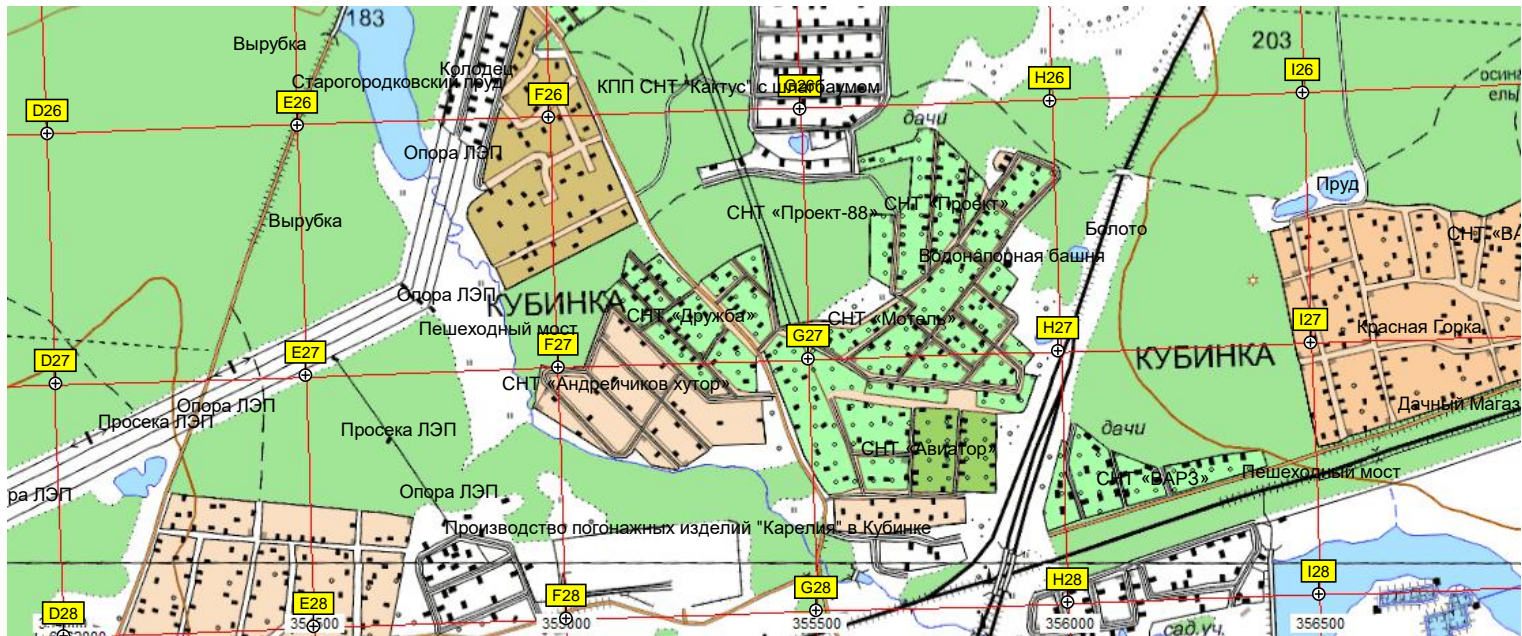 183
203
Вырубка
Колодец
Старогородковский пруд
КПП СНТ "Кактус" с шлагбаумом
D26
E26
F26
G26
H26
I26
дачи
Опора ЛЭП
Пруд
СНТ «Проект-88»
СНТ «Проект»
Вырубка
Болото
Водонапорная башня
Опора ЛЭП
КУБИНКА
СНТ «Дружба»
СНТ «Мотель»
Пешеходный мост
Красная Горка
D27
E27
F27
G27
H27
I27
КУБИНКА
СНТ «Андрейчиков хутор»
Опора ЛЭП
Просека ЛЭП
Просека ЛЭП
Дачный Магаз
дачи
СНТ «Авиатор»
СНТ «ВАРЗ»
Пешеходный мост
ра ЛЭП
Опора ЛЭП
Производство погонажных изделий "Карелия" в Кубинке
D28
E28
F28
G28
H28
I28
355500
356000
356500
сад.уч.